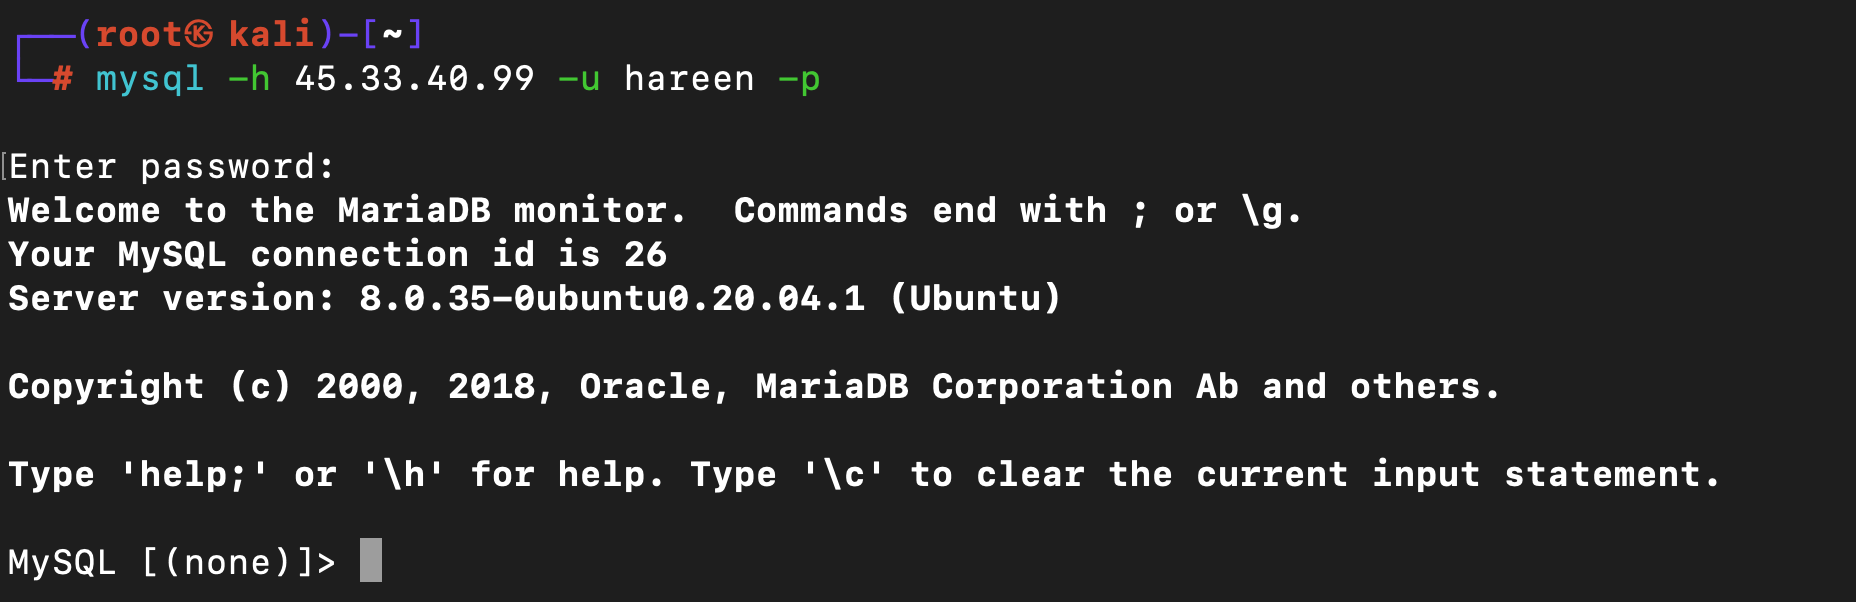 ┌──(root㉿kali)-[~]
└─# mysql -h 45.33.40.99 -u hareen -p
Enter password:
Welcome to the MariaDB monitor.  Commands end with ; or \g.
Your MySQL connection id is 26
Server version: 8.0.35-0ubuntu0.20.04.1 (Ubuntu)
Copyright (c) 2000, 2018, Oracle, MariaDB Corporation Ab and others.
Type 'help;' or '\h' for help. Type '\c' to clear the current input statement.
MySQL [(none)]>